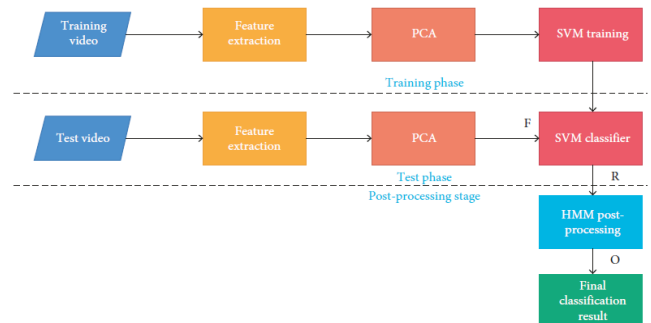 Training
video
Feature
extraction
PCA
SVM training
Training phase
Test video
Feature
extraction
PCA
F
SVM classifier
Test phase
R
Post-processing stage
HMM post-
processing
O
Final
classification
result